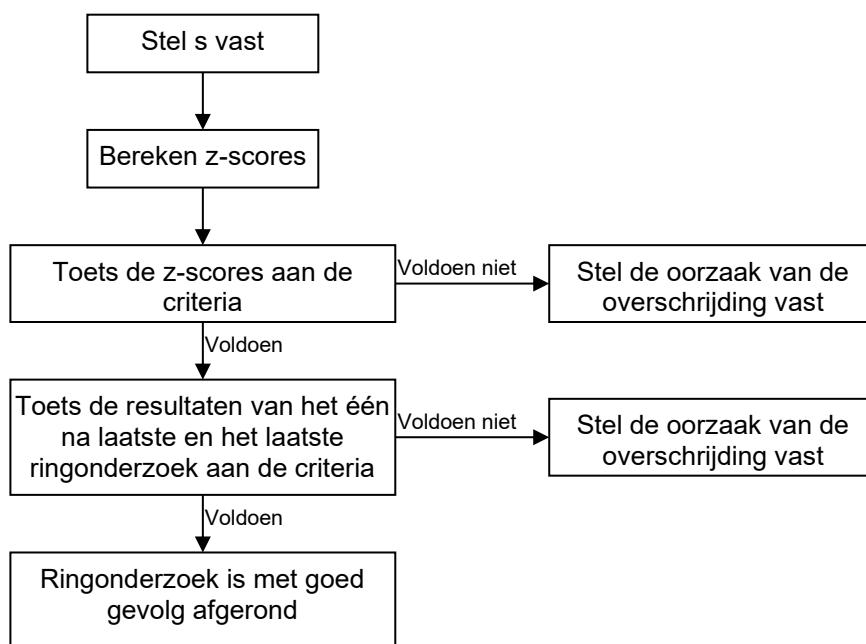 Stel s vast
Bereken z-scores
Toets de z-scores aan de
criteria
Voldoen niet
Stel de oorzaak van de
overschrijding vast
Voldoen
Toets de resultaten van het één
na laatste en het laatste
ringonderzoek aan de criteria
Voldoen niet
Stel de oorzaak van de
overschrijding vast
Voldoen
Ringonderzoek is met goed
gevolg afgerond